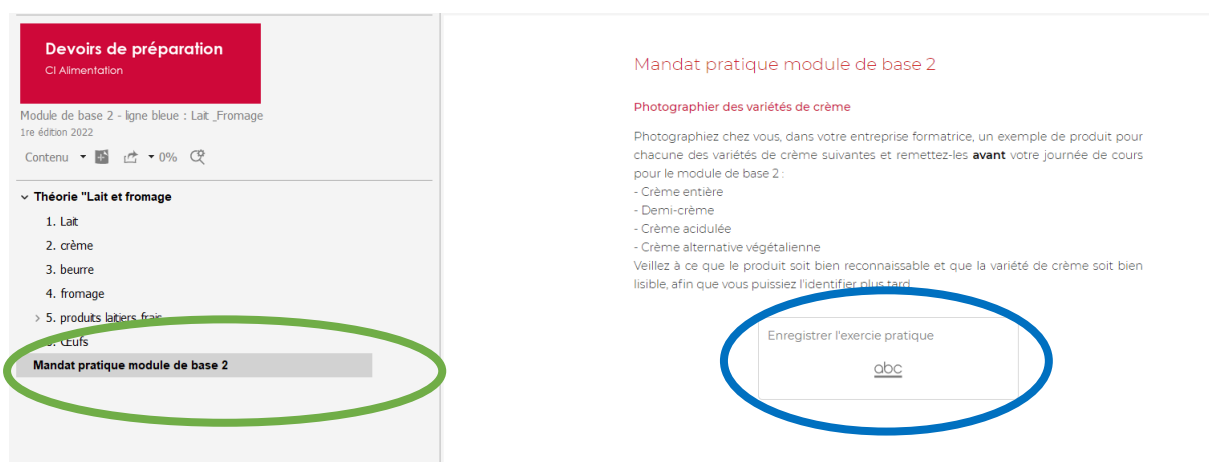 Devoirs de préparation
CI Alimentation
Module de base 2 - ligne bleue : Lait _Fromage
1re édition 2022
Contenu 0%
Théorie "Lait et fromage
1. Lait
2. crème
3. beurre
4. fromage
5. produits laitiers frais
6. Œufs
Mandat pratique module de base 2
Mandat pratique module de base 2
Photographier des variétés de crème
Photographiez chez vous, dans votre entreprise formatrice, un exemple de produit pour
chacune des variétés de crème suivantes et remettez-les avant votre journée de cours
pour le module de base 2 :
- Crème entière
- Demi-crème
- Crème acidulée
- Crème alternative végétalienne
Veillez à ce que le produit soit bien reconnaissable et que la variété de crème soit bien
lisible, afin que vous puissiez l'identifier plus tard.
Enregistrer l'exercie pratique
abc